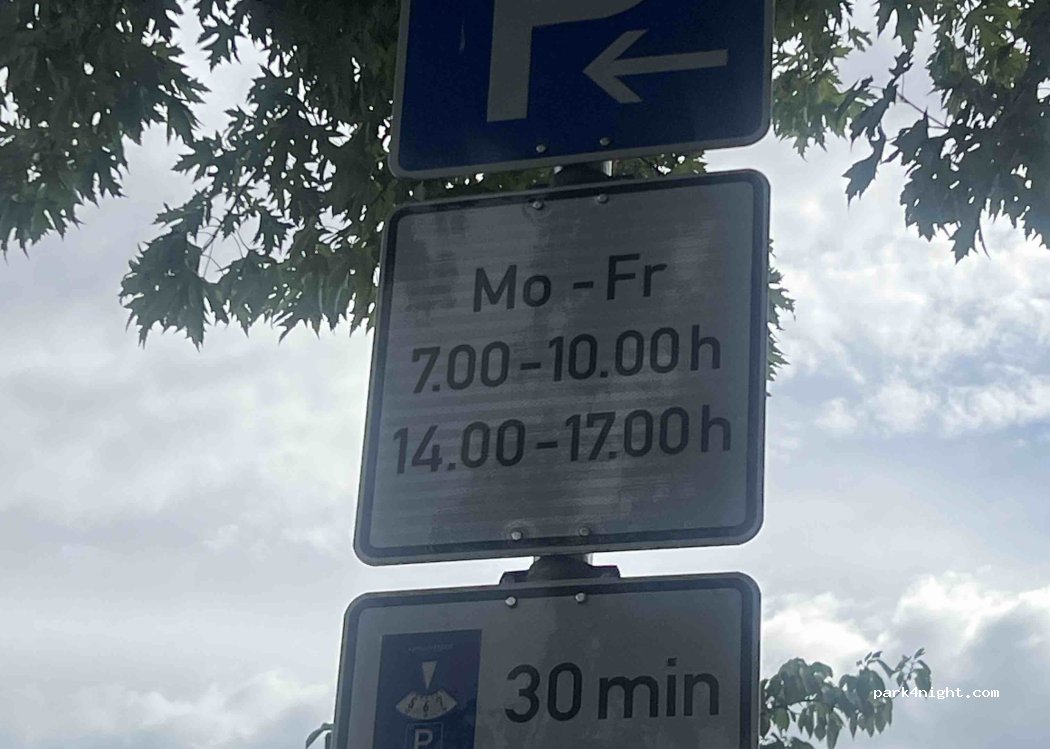 P
Mo - Fr
7.00 - 10.00 h
14.00 - 17.00 h
30 min
P
park4night.com